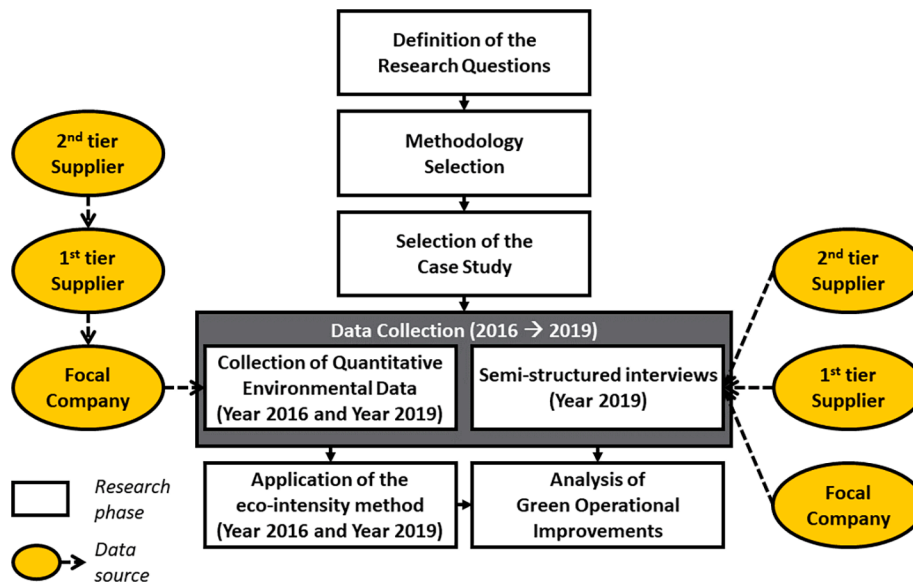 Definition of the
Research Questions
Methodology
Selection
Selection of the
Case Study
2nd tier
Supplier
1st tier
Supplier
Focal
Company
Data Collection (2016 → 2019)
Collection of Quantitative
Environmental Data
(Year 2016 and Year 2019)
Semi-structured interviews
(Year 2019)
2nd tier
Supplier
1st tier
Supplier
Focal
Company
Application of the
eco-intensity method
(Year 2016 and Year 2019)
Analysis of
Green Operational
Improvements
Research
phase
Data
source